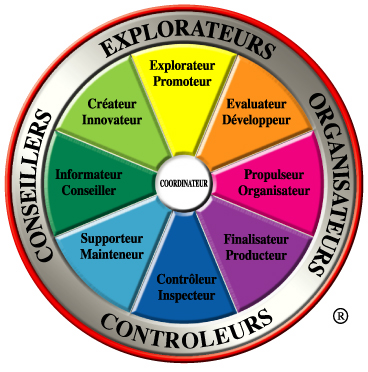 EXPLORATEURS
Explorateur
Promoteur
Créateur
Innovateur
Evaluateur
Développeur
CONSEILLERS
ORGANISATEURS
Informateur
Conseiller
COORDINATEUR
Propulseur
Organisateur
Supporteur
Mainteneur
Finalisateur
Producteur
Contrôleur
Inspecteur
CONTROLEURS
®